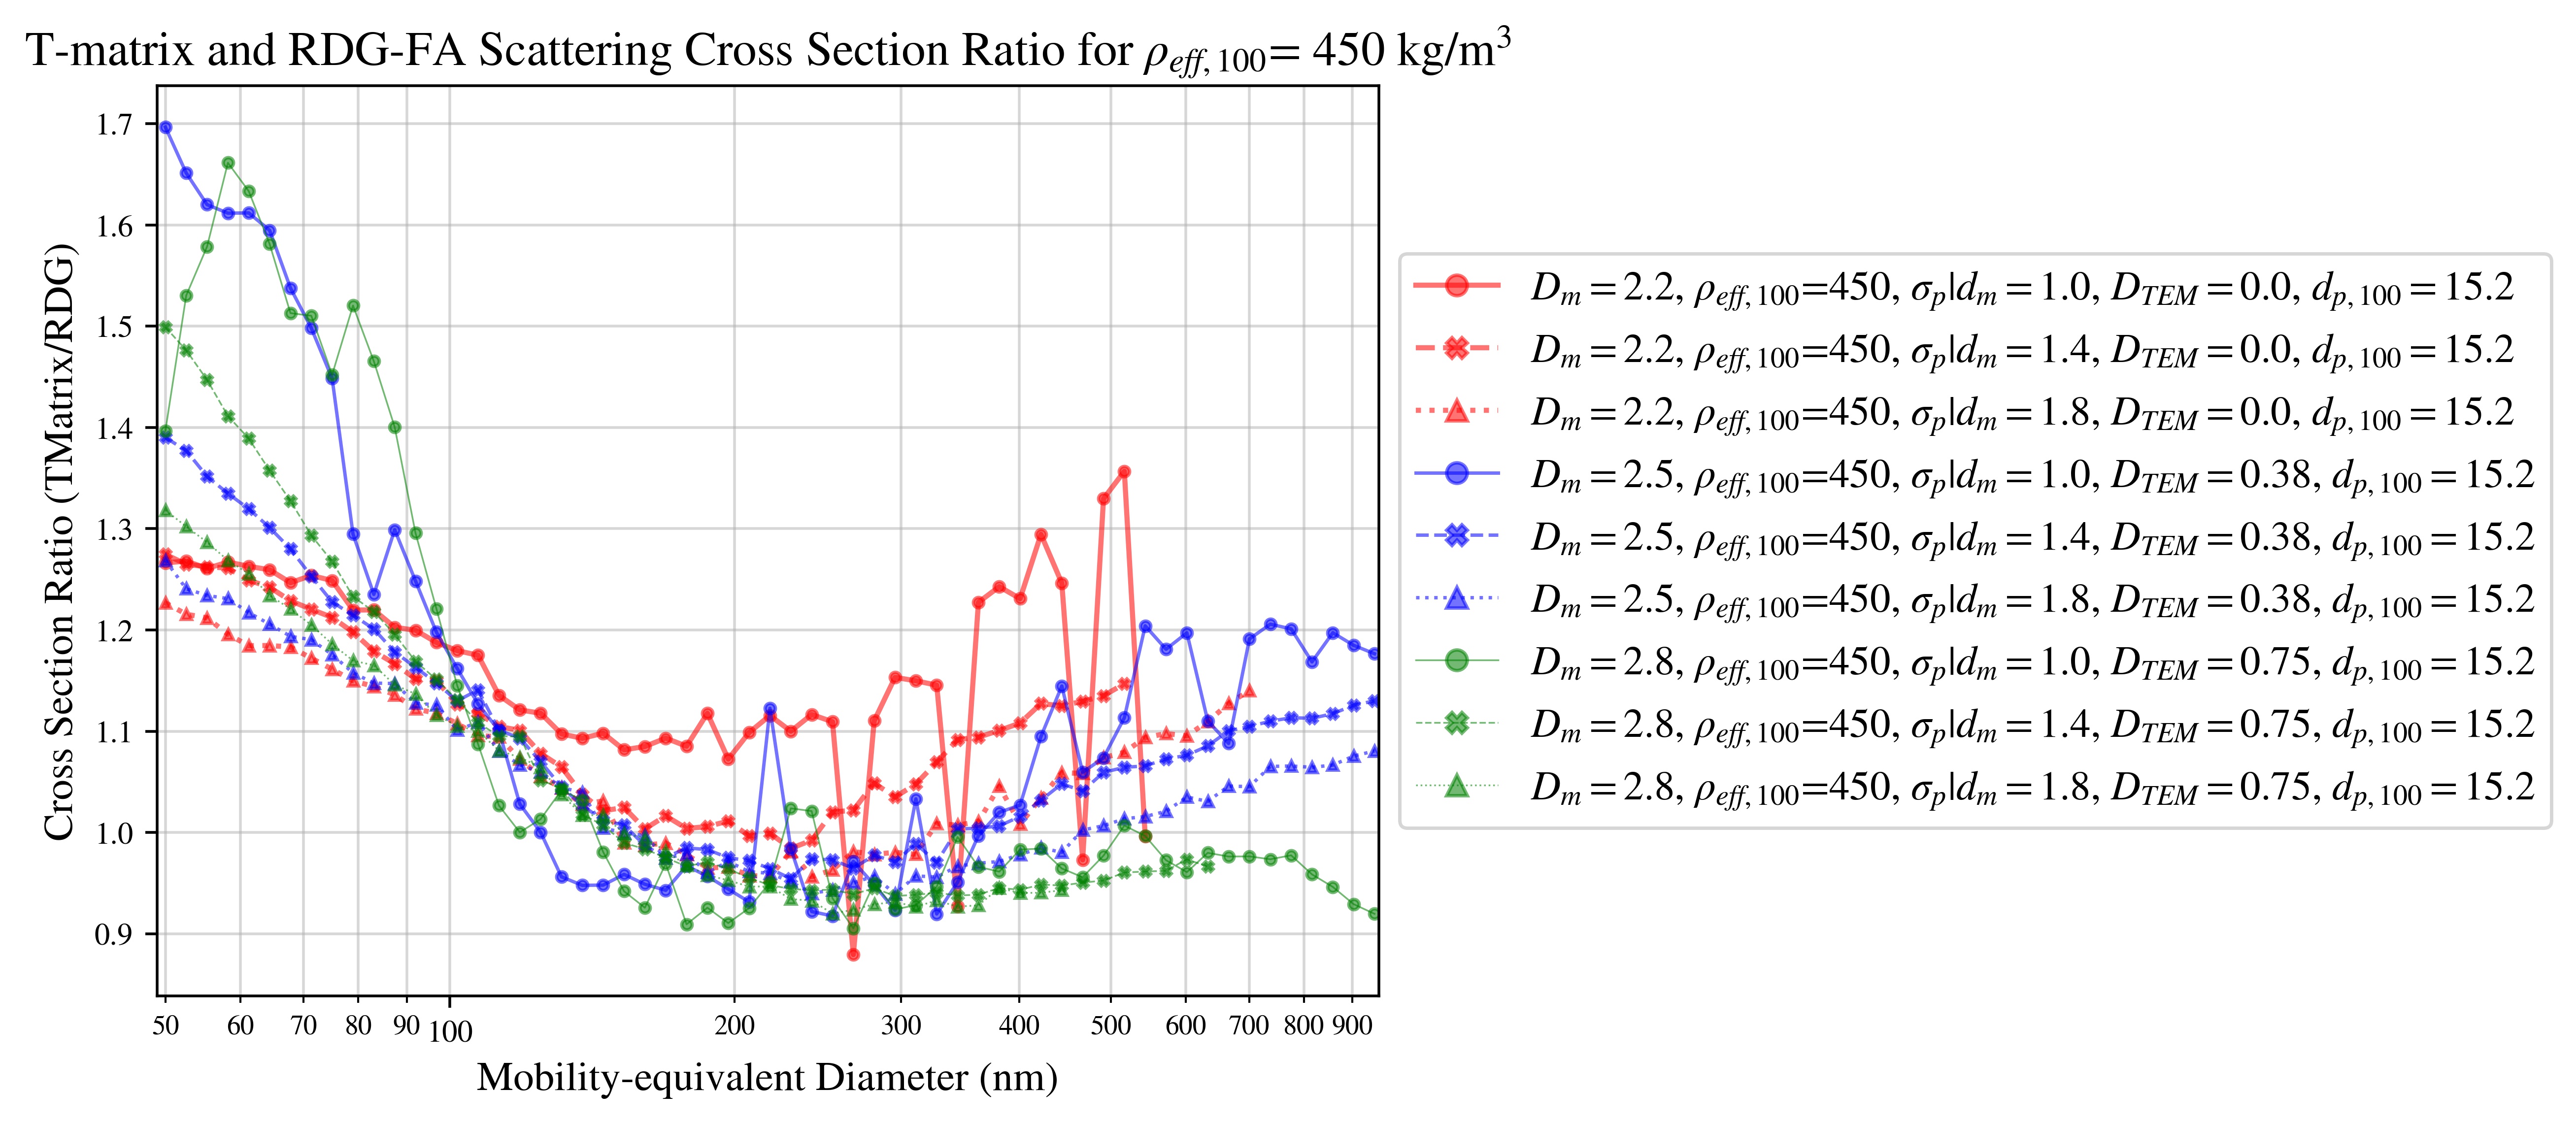 T-matrix and RDG-FA Scattering Cross Section Ratio for ρeff,100= 450 kg/m³
Cross Section Ratio (TMatrix/RDG)
1.7
1.6
1.5
1.4
1.3
1.2
1.1
1.0
0.9
50 60 70 80 90 100 200 300 400 500 600 700 800 900
Mobility-equivalent Diameter (nm)
Dm = 2.2, ρeff,100=450, σp|dm = 1.0, DTEM = 0.0, dp,100 = 15.2
Dm = 2.2, ρeff,100=450, σp|dm = 1.4, DTEM = 0.0, dp,100 = 15.2
Dm = 2.2, ρeff,100=450, σp|dm = 1.8, DTEM = 0.0, dp,100 = 15.2
Dm = 2.5, ρeff,100=450, σp|dm = 1.0, DTEM = 0.38, dp,100 = 15.2
Dm = 2.5, ρeff,100=450, σp|dm = 1.4, DTEM = 0.38, dp,100 = 15.2
Dm = 2.5, ρeff,100=450, σp|dm = 1.8, DTEM = 0.38, dp,100 = 15.2
Dm = 2.8, ρeff,100=450, σp|dm = 1.0, DTEM = 0.75, dp,100 = 15.2
Dm = 2.8, ρeff,100=450, σp|dm = 1.4, DTEM = 0.75, dp,100 = 15.2
Dm = 2.8, ρeff,100=450, σp|dm = 1.8, DTEM = 0.75, dp,100 = 15.2